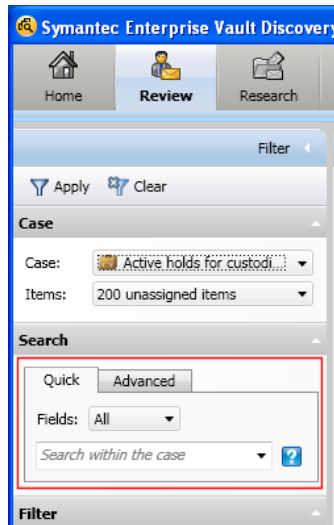 Symantec Enterprise Vault Discovery
Home Review Research
Filter
Apply Clear
Case
Case: Active holds for custodi...
Items: 200 unassigned items
Search
Quick Advanced
Fields: All
Search within the case ?
Filter